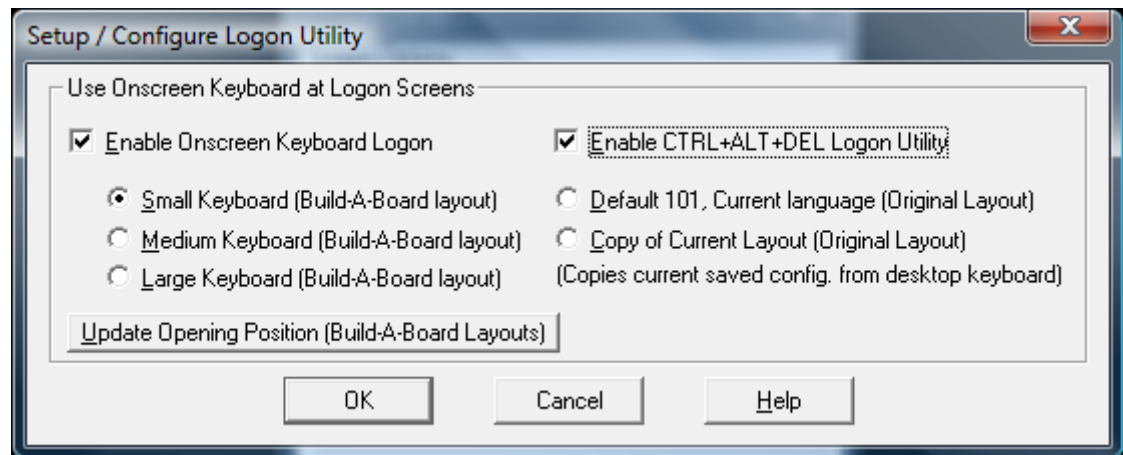 Setup / Configure Logon Utility
Use Onscreen Keyboard at Logon Screens
Enable Onscreen Keyboard Logon
Enable CTRL+ALT+DEL Logon Utility
Small Keyboard (Build-A-Board layout)
Default 101, Current language (Original Layout)
Medium Keyboard (Build-A-Board layout)
Copy of Current Layout (Original Layout)
Large Keyboard (Build-A-Board layout)
(Copies current saved config. from desktop keyboard)
Update Opening Position (Build-A-Board Layouts)
OK
Cancel
Help